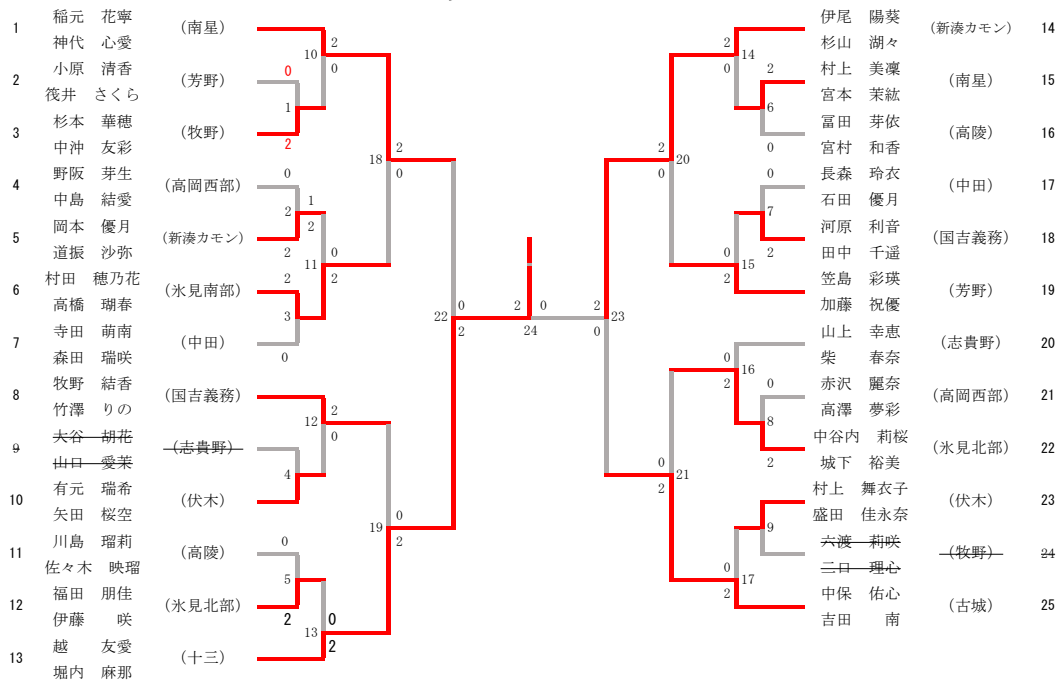 稲元　花寧
1 （南星）
神代　心愛
小原　清香
2 （芳野）
筏井　さくら
杉本　華穂
3 （牧野）
中沖　友彩
野阪　芽生
4 （高岡西部）
中島　結愛
岡本　優月
5 （新湊カモン）
道振　沙弥
村田　穂乃花
6 （氷見南部）
高橋　瑚春
寺田　萌南
7 （中田）
森田　瑞咲
牧野　結香
8 （国吉義務）
竹澤　りの
大谷　胡花
9 （志貴野）
山口　愛茉
有元　瑞希
10 （伏木）
矢田　桜空
川島　瑠莉
11 （高陵）
佐々木　映瑠
福田　朋佳
12 （氷見北部）
伊藤　咲
越　友愛
13 （十三）
堀内　麻那
0
1
2
0
2
2
2
3
0
4
0
5
2
2
10
0
1
2
0
11
2
2
12
0
0
13
2
2
18
0
0
19
2
0
22
2
2
24
0
2
23
0
2
20
0
0
21
2
2
14
0
0
15
2
0
16
2
0
17
2
2
6
0
0
7
2
0
8
2
9
伊尾　陽葵
（新湊カモン） 14
杉山　湖々
村上　美凜
（南星） 15
宮本　茉紘
冨田　芽依
（高陵） 16
宮村　和香
長森　玲衣
（中田） 17
石田　優月
河原　利音
（国吉義務） 18
田中　千遥
笠島　彩瑛
（芳野） 19
加藤　祝優
山上　幸恵
（志貴野） 20
柴　春奈
赤沢　麗奈
（高岡西部） 21
高澤　夢彩
中谷内　莉桜
（氷見北部） 22
城下　裕美
村上　舞衣子
（伏木） 23
盛田　佳永奈
六渡　莉咲
（牧野） 24
三口　理心
中保　佑心
（古城） 25
吉田　南